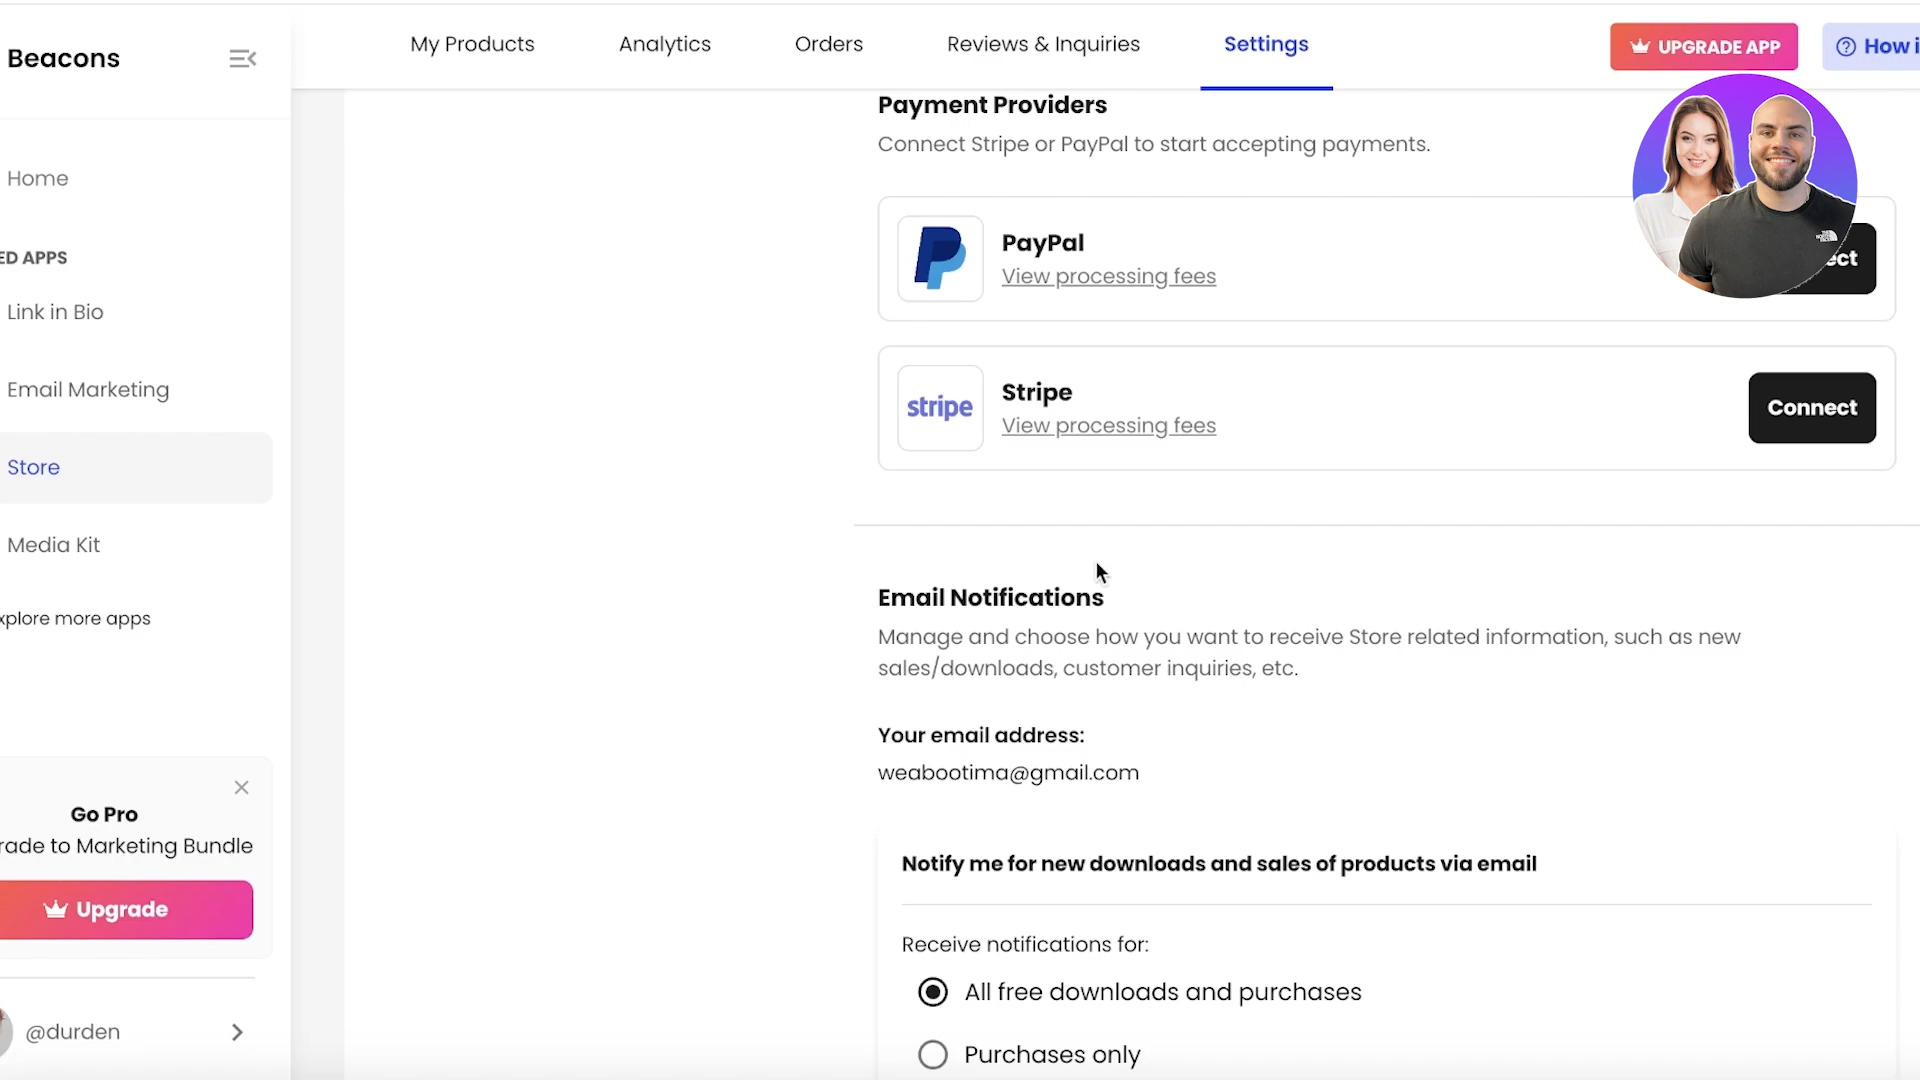 Beacons
My Products
Analytics
Orders
Reviews & Inquiries
Settings
UPGRADE APP
How i
Home
ED APPS
Link in Bio
Email Marketing
Store
Media Kit
xplore more apps
Go Pro
rade to Marketing Bundle
Upgrade
@durden
Payment Providers
Connect Stripe or PayPal to start accepting payments.
PayPal
View processing fees
ect
stripe
Stripe
View processing fees
Connect
Email Notifications
Manage and choose how you want to receive Store related information, such as new
sales/downloads, customer inquiries, etc.
Your email address:
weabootima@gmail.com
Notify me for new downloads and sales of products via email
Receive notifications for:
All free downloads and purchases
Purchases only